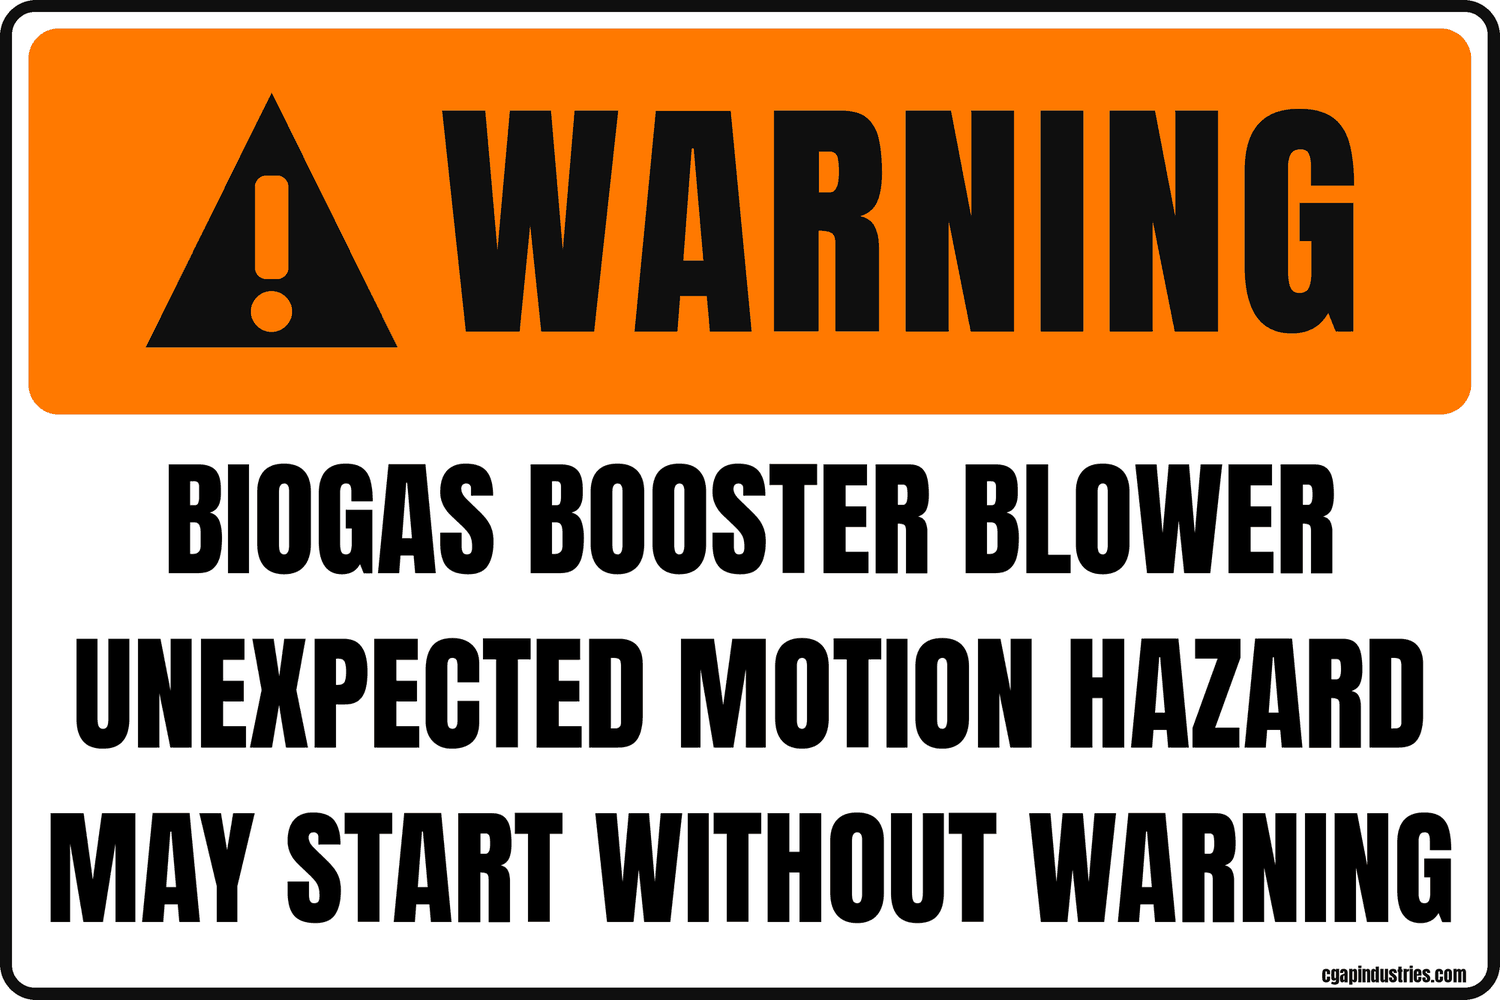 WARNING
BIOGAS BOOSTER BLOWER
UNEXPECTED MOTION HAZARD
MAY START WITHOUT WARNING
cgapindustries.com